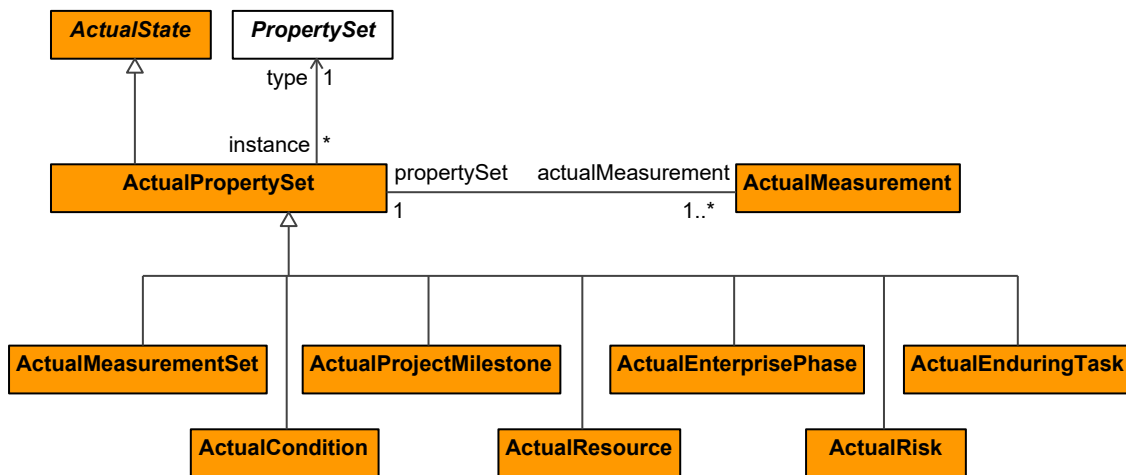 ActualState
PropertySet
type 1
instance *
ActualPropertySet
propertySet
actualMeasurement
ActualMeasurement
1
1..*
ActualMeasurementSet
ActualProjectMilestone
ActualEnterprisePhase
ActualEnduringTask
ActualCondition
ActualResource
ActualRisk